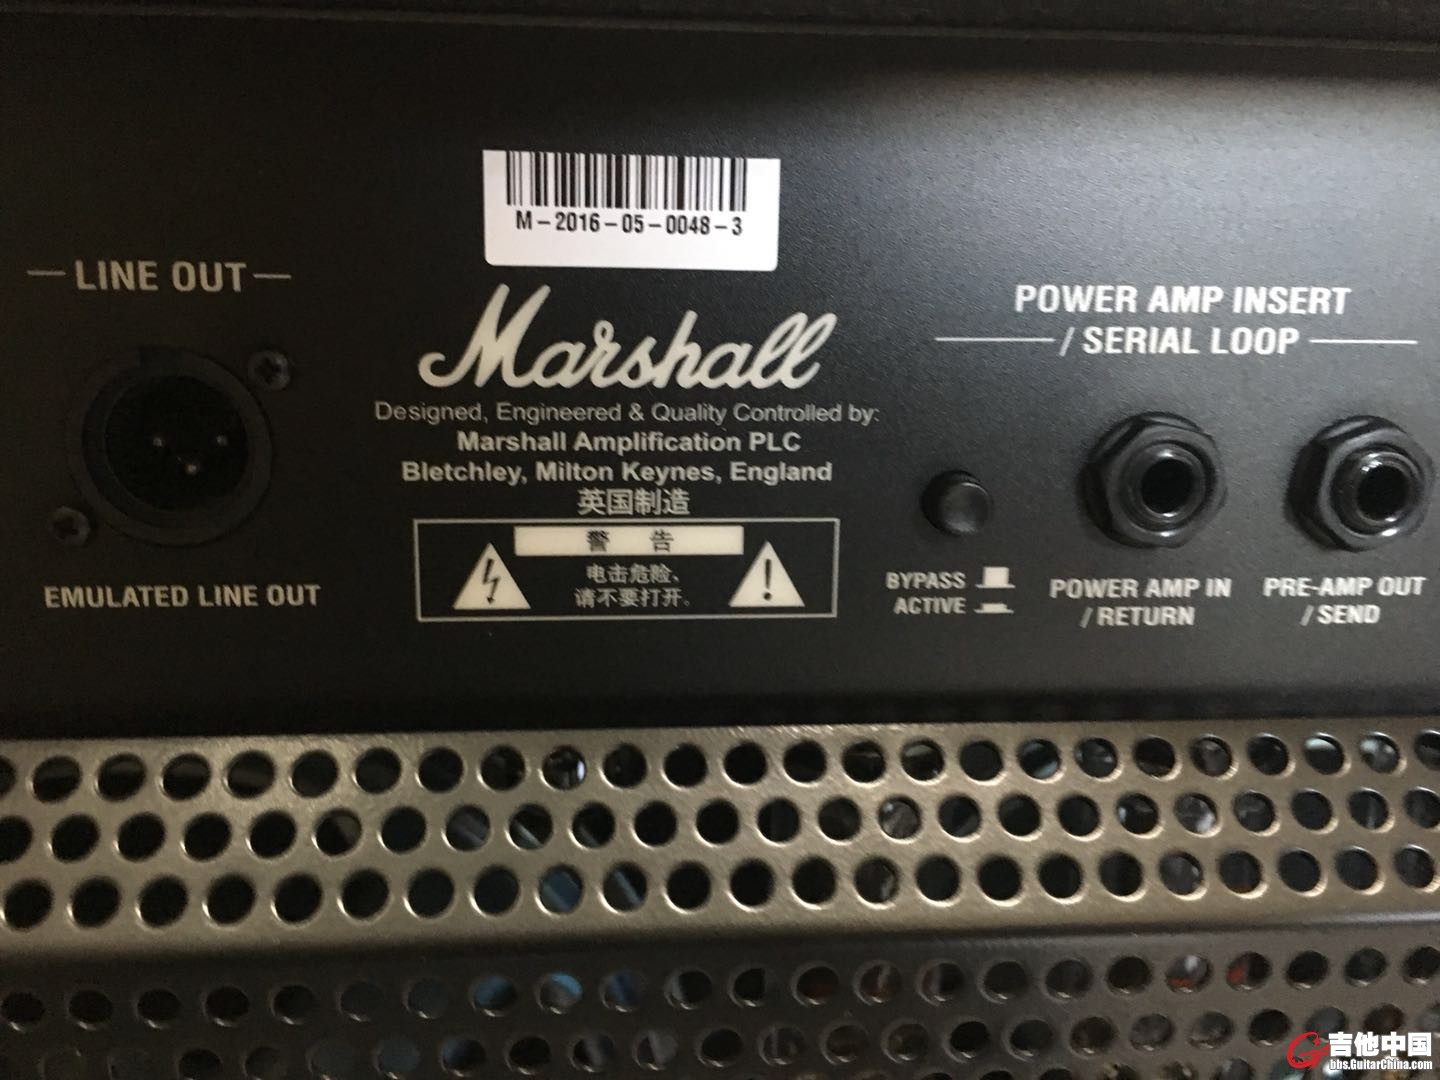 M-2016-05-0048-3
LINE OUT
EMULATED LINE OUT
Marshall
Designed, Engineered & Quality Controlled by:
Marshall Amplification PLC
Bletchley, Milton Keynes, England
英国制造
警 告
电击危险、
请不要打开。
POWER AMP INSERT
/ SERIAL LOOP
BYPASS
ACTIVE
POWER AMP IN
/ RETURN
PRE-AMP OUT
/ SEND
吉他中国
bbs.GuitarChina.com